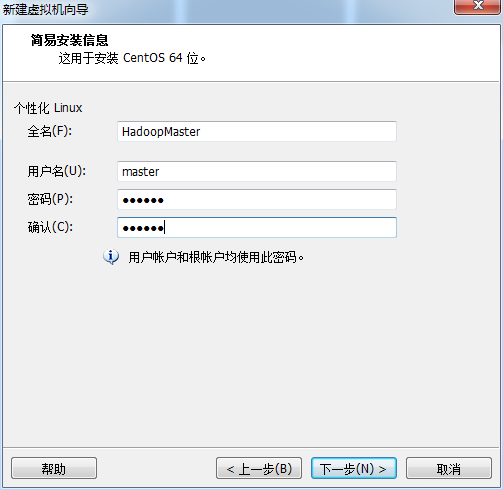 新建虚拟机向导
简易安装信息
这用于安装 CentOS 64 位。
个性化 Linux
全名(F): HadoopMaster
用户名(U): master
密码(P): ●●●●●●
确认(C): ●●●●●●
用户帐户和根帐户均使用此密码。
帮助 < 上一步(B) 下一步(N) > 取消